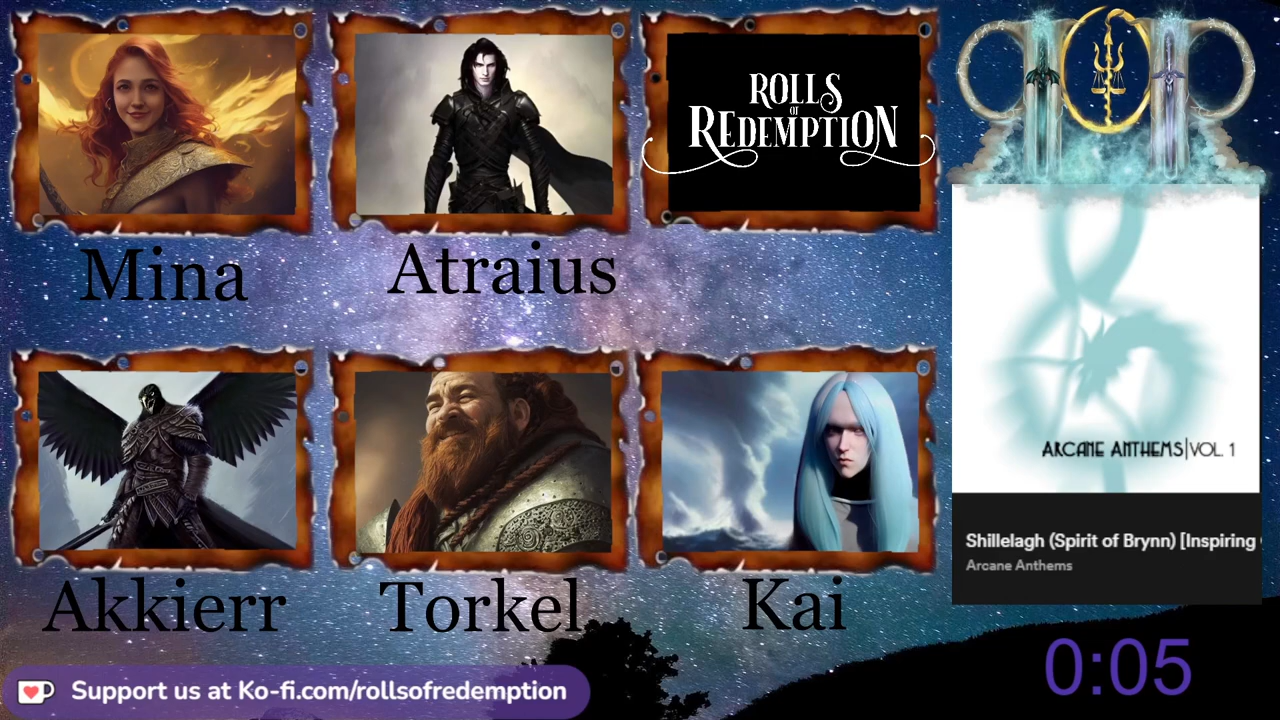 ROLLS
OF
REDEMPTION
Mina
Atraius
ARCANE ANTHEMS|VOL. 1
Shillelagh (Spirit of Brynn) [Inspiring
Arcane Anthems
Akkierr
Torkel
Kai
Support us at Ko-fi.com/rollsofredemption
0:05